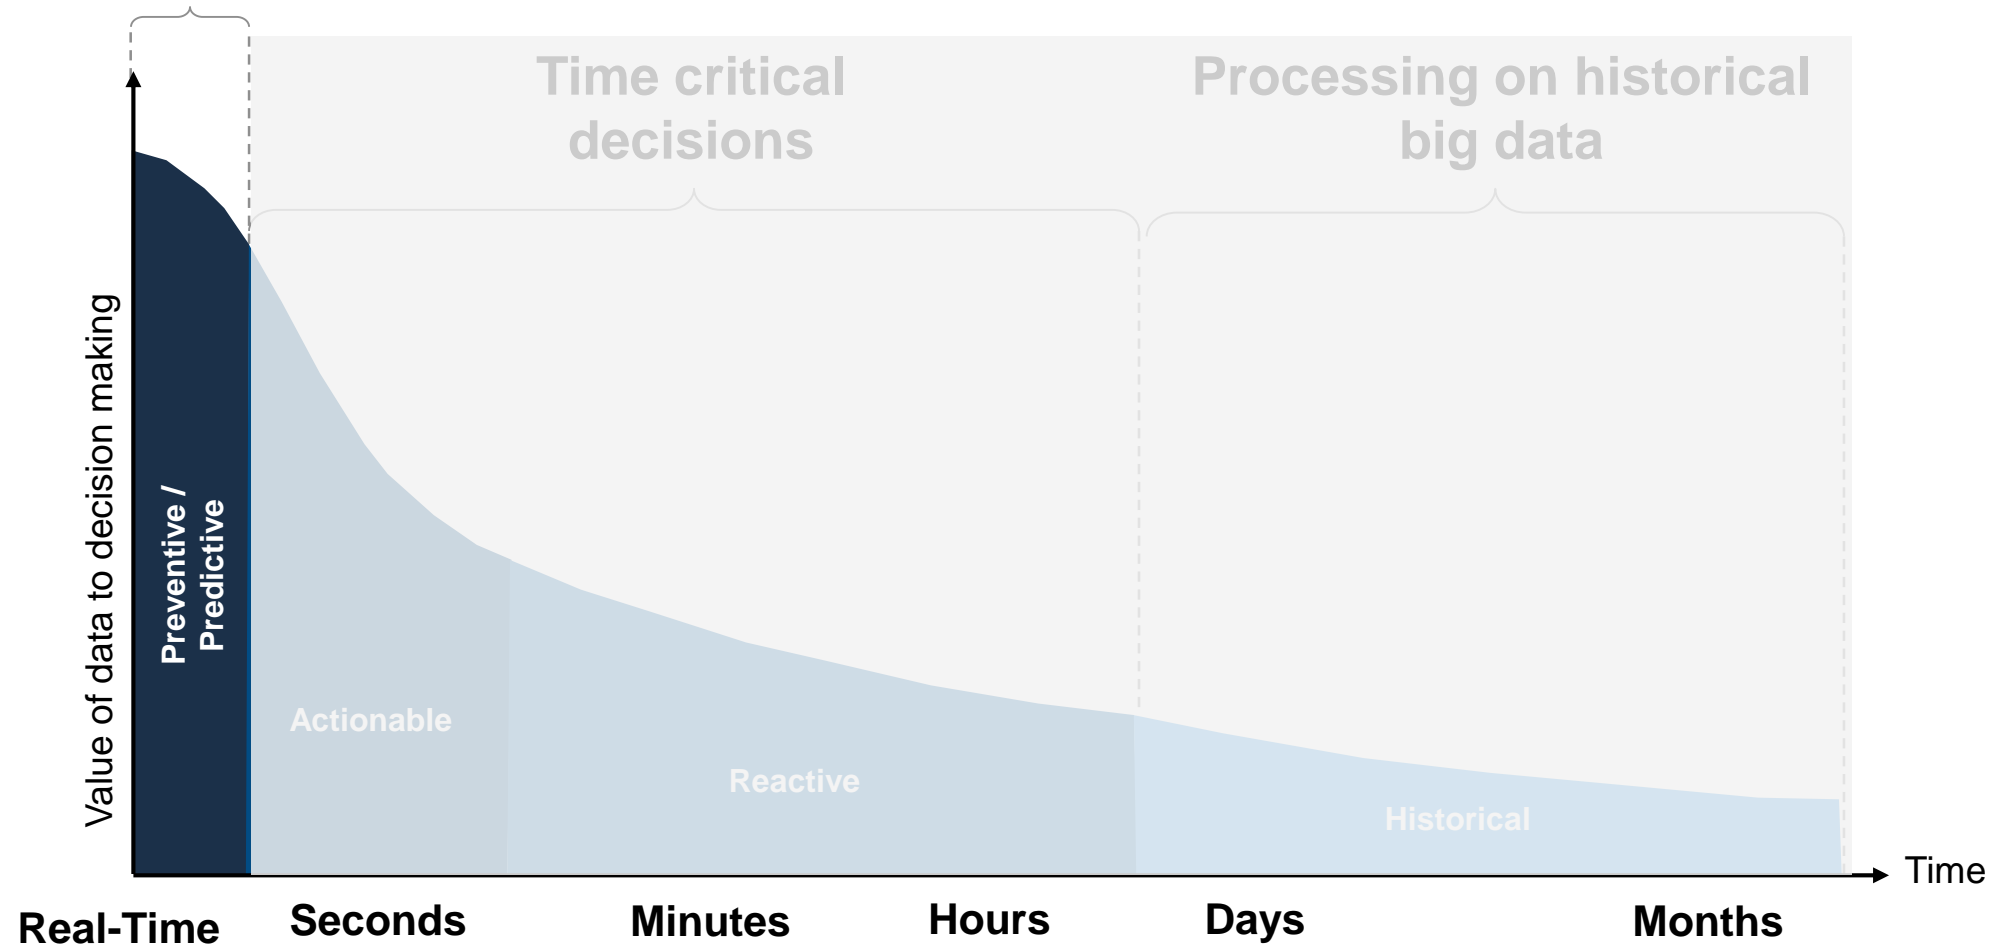 Time critical
decisions
Processing on historical
big data
Value of data to decision making
Preventive /
Predictive
Actionable
Reactive
Historical
Time
Real-Time
Seconds
Minutes
Hours
Days
Months